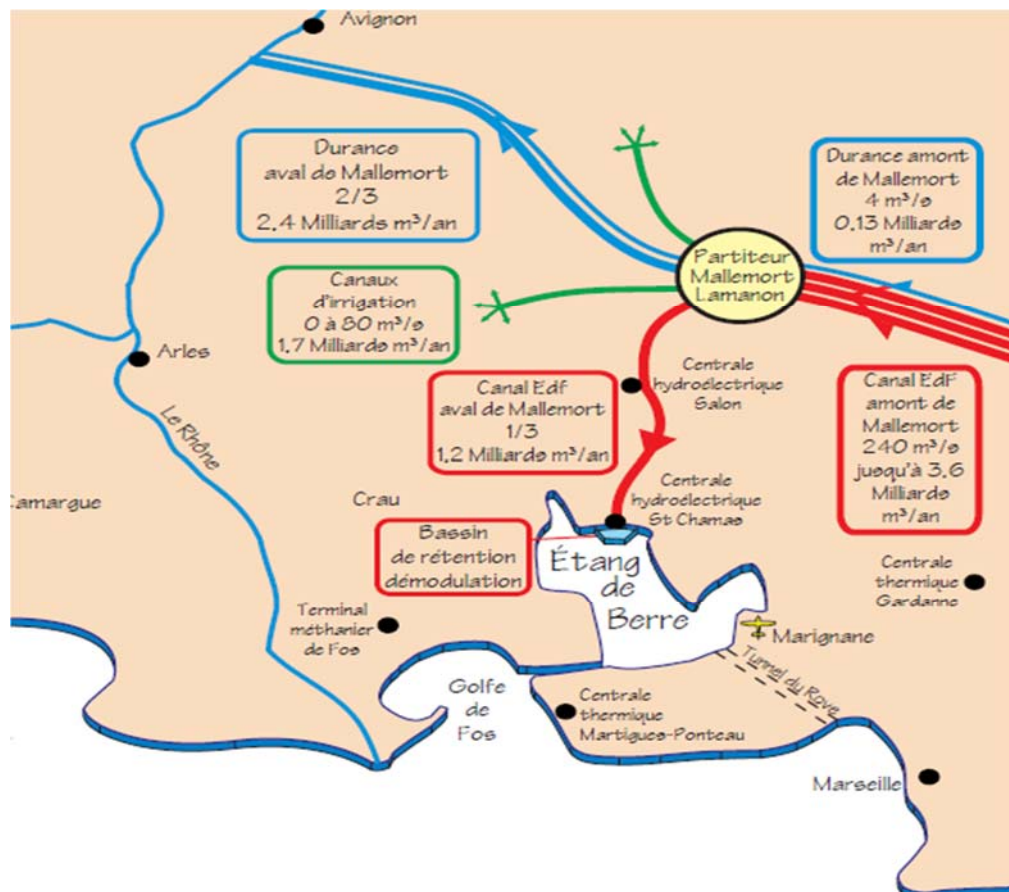 Avignon
Durance
aval de Mallemort
2/3
2.4 Milliards m³/an
Durance amont
de Mallemort
4 m³/s
0.13 Milliards
m³/an
Partiteur
Mallemort
Lamanon
Canaux
d'irrigation
0 à 80 m³/s
1.7 Milliards m³/an
Arles
Centrale
hydroélectrique
Salon
Canal Edf
aval de Mallemort
1/3
1.2 Milliards m³/an
Canal EdF
amont de
Mallemort
240 m³/s
jusqu'à 3.6
Milliards
m³/an
Le Rhône
amargue
Crau
Centrale
hydroélectrique
St Chamas
Bassin
de rétention
démodulation
Étang
de
Berre
Centrale
thermique
Gardanne
Terminal
méthanier
de Fos
Marignane
Tunnel du Rove
Golfe
de
Fos
Centrale
thermique
Martigues-Ponteau
Marseille